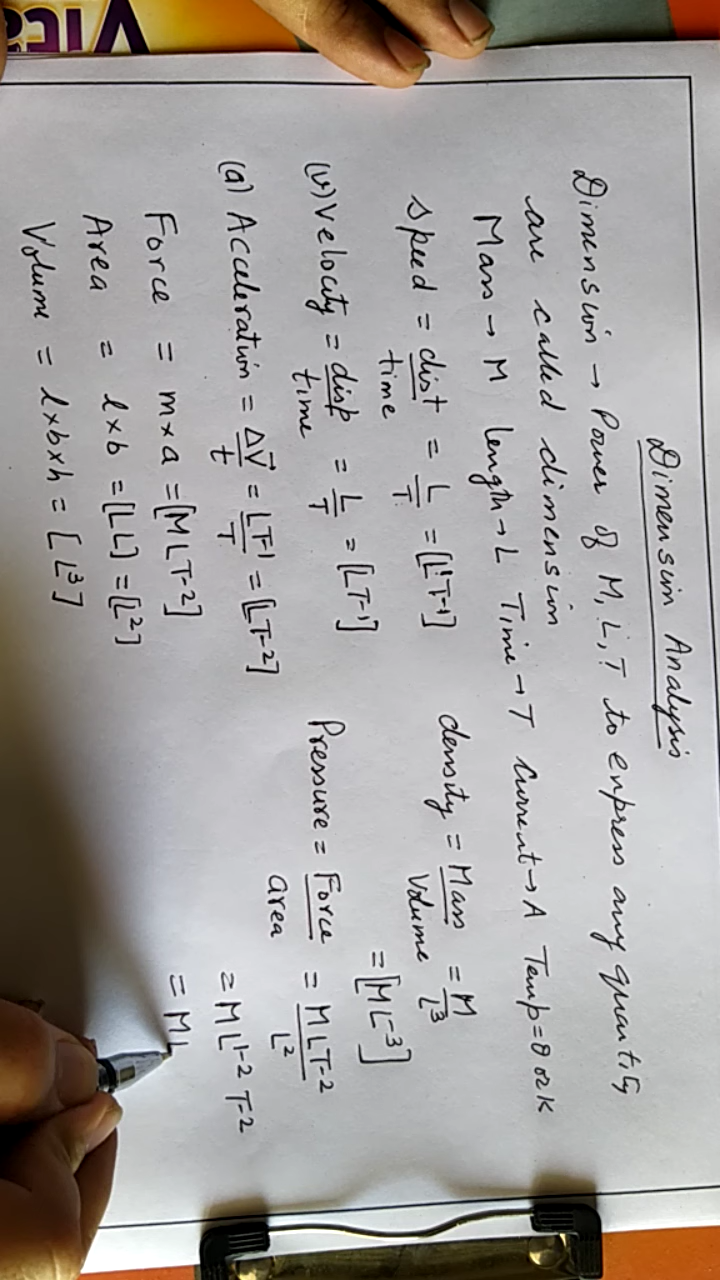 Vita
Dimension Analysis
Dimension → Power of M, L, T to enpress any quantity
are called dimension
Mass → M length → L Time → T Current → A Temp = θ or K
speed = dist/time = L/T = [L¹T-1]
(v) Velocity = disp/time = L/T = [LT-1]
(a) Acceleration = ΔV⃗/t = LT-1/T = [LT-2]
Force = m×a = [MLT-2]
Area = l×b = [LL] = [L²]
Volume = l×b×h = [L³]
density = Mass/Volume = M/L³
= [ML⁻³]
Pressure = Force/area = MLT-2/L²
= ML¹⁻² T-2
= ML